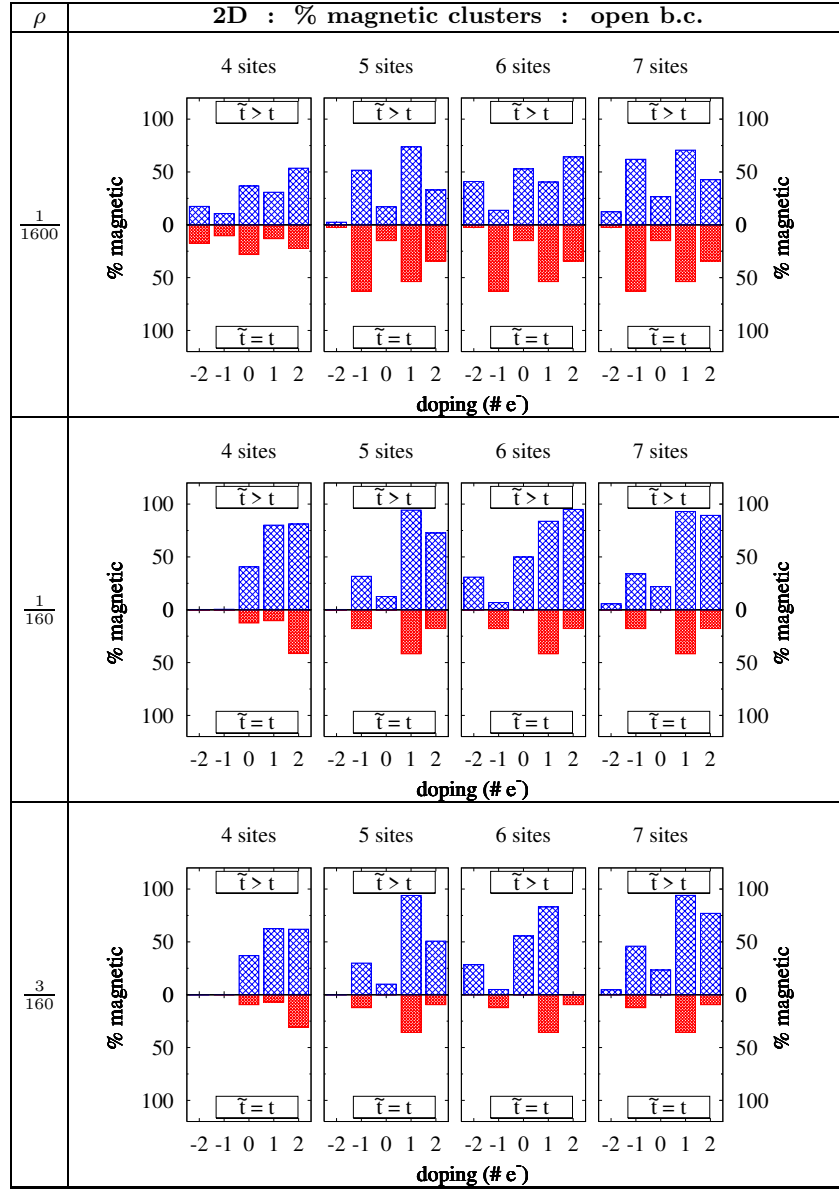 ρ 2D : % magnetic clusters : open b.c.
4 sites 5 sites 6 sites 7 sites
100 t̃ > t t̃ > t t̃ > t t̃ > t 100
50 50
1/1600 % magnetic 0 0 % magnetic
50 50
100 t̃ = t t̃ = t t̃ = t t̃ = t 100
-2 -1 0 1 2 -2 -1 0 1 2 -2 -1 0 1 2 -2 -1 0 1 2
doping (# e⁻)
4 sites 5 sites 6 sites 7 sites
100 t̃ > t t̃ > t t̃ > t t̃ > t 100
50 50
1/160 % magnetic 0 0 % magnetic
50 50
100 t̃ = t t̃ = t t̃ = t t̃ = t 100
-2 -1 0 1 2 -2 -1 0 1 2 -2 -1 0 1 2 -2 -1 0 1 2
doping (# e⁻)
4 sites 5 sites 6 sites 7 sites
100 t̃ > t t̃ > t t̃ > t t̃ > t 100
50 50
3/160 % magnetic 0 0 % magnetic
50 50
100 t̃ = t t̃ = t t̃ = t t̃ = t 100
-2 -1 0 1 2 -2 -1 0 1 2 -2 -1 0 1 2 -2 -1 0 1 2
doping (# e⁻)